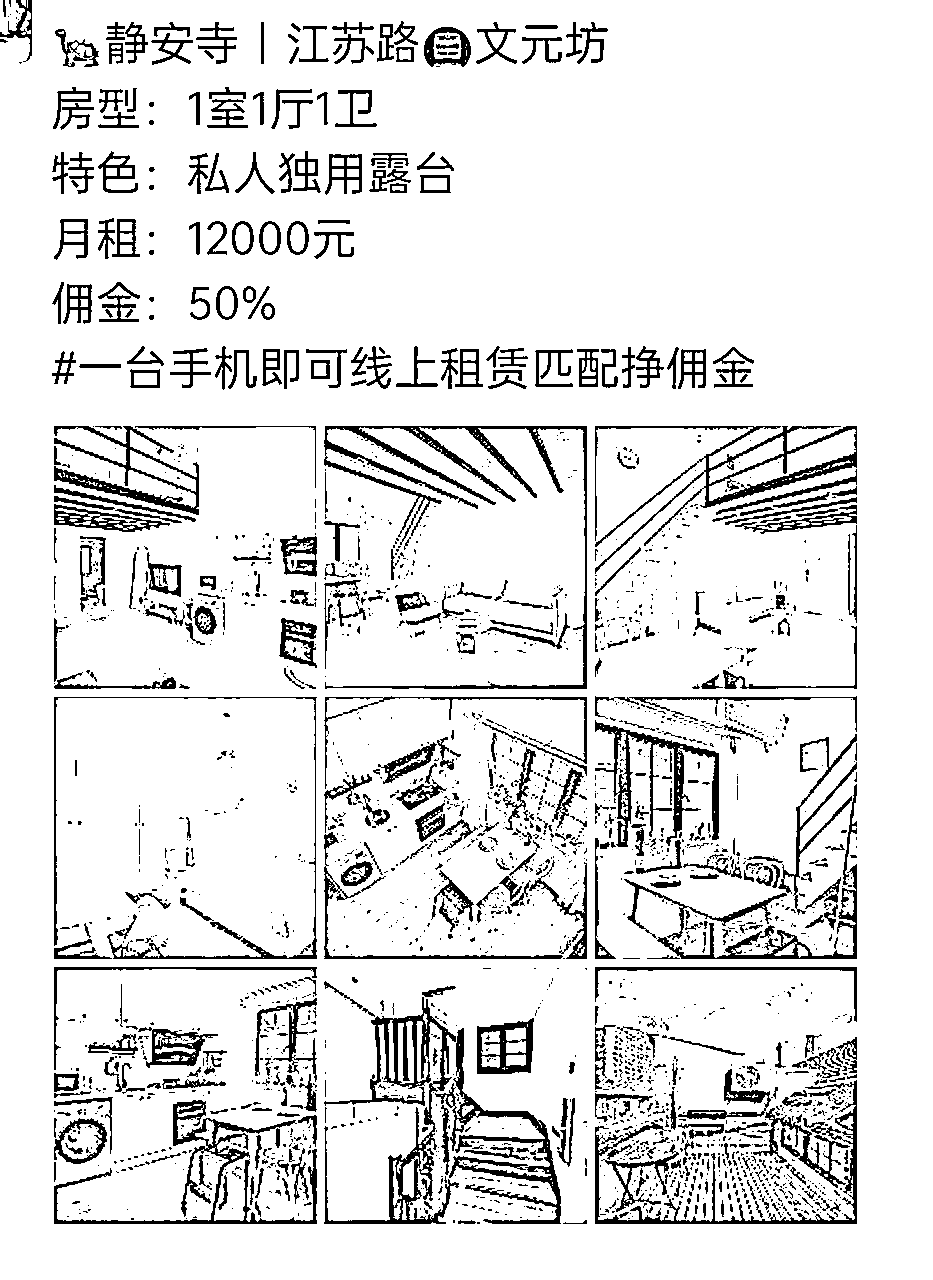 🦕静安寺｜江苏路🚇文元坊
房型：1室1厅1卫
特色：私人独用露台
月租：12000元
佣金：50%
#一台手机即可线上租赁匹配挣佣金